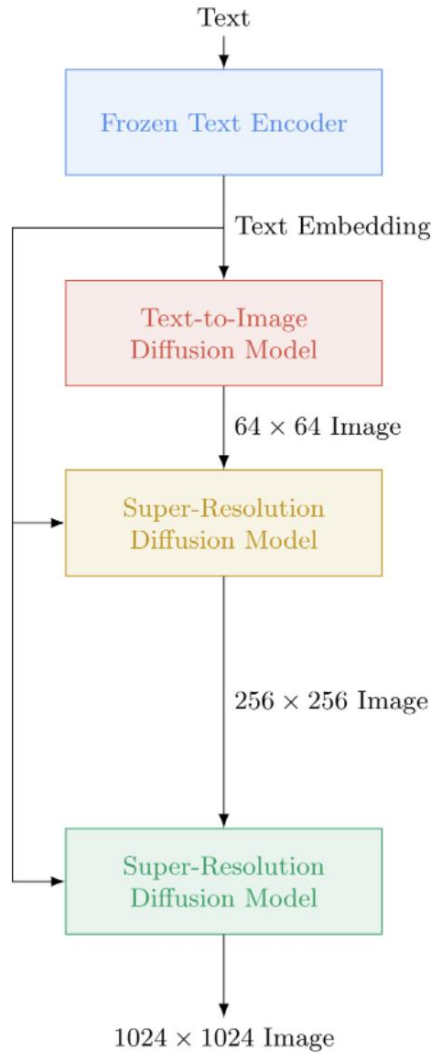 Text
Frozen Text Encoder
Text Embedding
Text-to-Image
Diffusion Model
64 × 64 Image
Super-Resolution
Diffusion Model
256 × 256 Image
Super-Resolution
Diffusion Model
1024 × 1024 Image